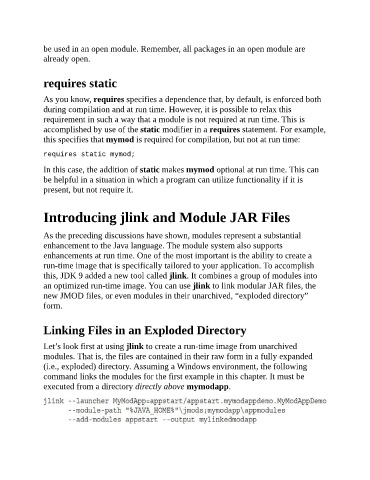 be used in an open module. Remember, all packages in an open module are
already open.
requires static
As you know, requires specifies a dependence that, by default, is enforced both
during compilation and at run time. However, it is possible to relax this
requirement in such a way that a module is not required at run time. This is
accomplished by use of the static modifier in a requires statement. For example,
this specifies that mymod is required for compilation, but not at run time:
requires static mymod;
In this case, the addition of static makes mymod optional at run time. This can
be helpful in a situation in which a program can utilize functionality if it is
present, but not require it.
Introducing jlink and Module JAR Files
As the preceding discussions have shown, modules represent a substantial
enhancement to the Java language. The module system also supports
enhancements at run time. One of the most important is the ability to create a
run-time image that is specifically tailored to your application. To accomplish
this, JDK 9 added a new tool called jlink. It combines a group of modules into
an optimized run-time image. You can use jlink to link modular JAR files, the
new JMOD files, or even modules in their unarchived, “exploded directory”
form.
Linking Files in an Exploded Directory
Let’s look first at using jlink to create a run-time image from unarchived
modules. That is, the files are contained in their raw form in a fully expanded
(i.e., exploded) directory. Assuming a Windows environment, the following
command links the modules for the first example in this chapter. It must be
executed from a directory directly above mymodapp.
jlink --launcher MyModApp=appstart/appstart.mymodappdemo.MyModAppDemo
--module-path "%JAVA_HOME%"\jmods;mymodapp\appmodules
--add-modules appstart --output mylinkedmodapp